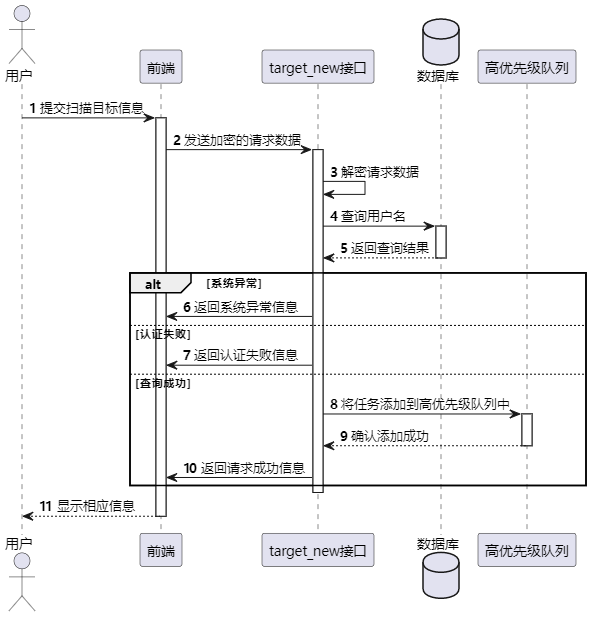 用户
前端
target_new接口
数据库
高优先级队列
1 提交扫描目标信息
2 发送加密的请求数据
3 解密请求数据
4 查询用户名
5 返回查询结果
alt [系统异常]
6 返回系统异常信息
[认证失败]
7 返回认证失败信息
[查询成功]
8 将任务添加到高优先级队列中
9 确认添加成功
10 返回请求成功信息
11 显示相应信息
用户
前端
target_new接口
数据库
高优先级队列